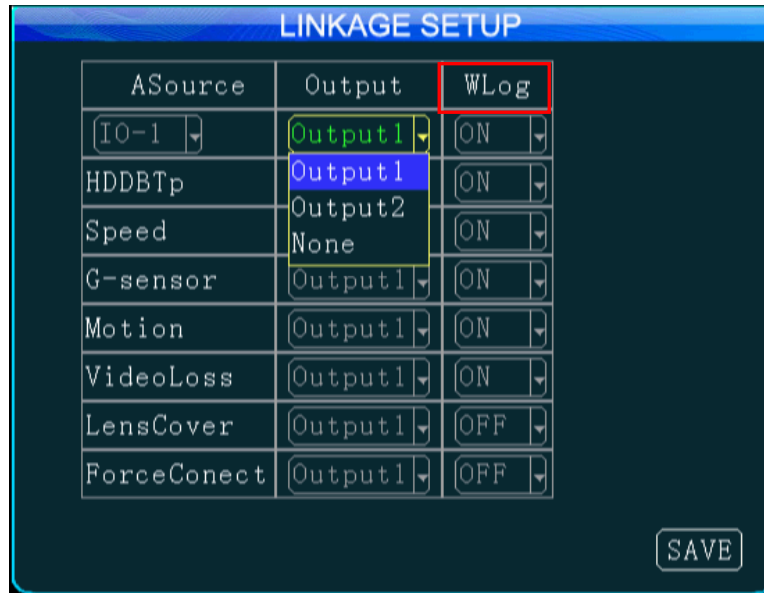 LINKAGE SETUP
ASource Output WLog
IO-1 Output1 ON
Output1
HDDBTp ON
Output2
Speed ON
None
G-sensor Output1 ON
Motion Output1 ON
VideoLoss Output1 ON
LensCover Output1 OFF
ForceConect Output1 OFF
SAVE